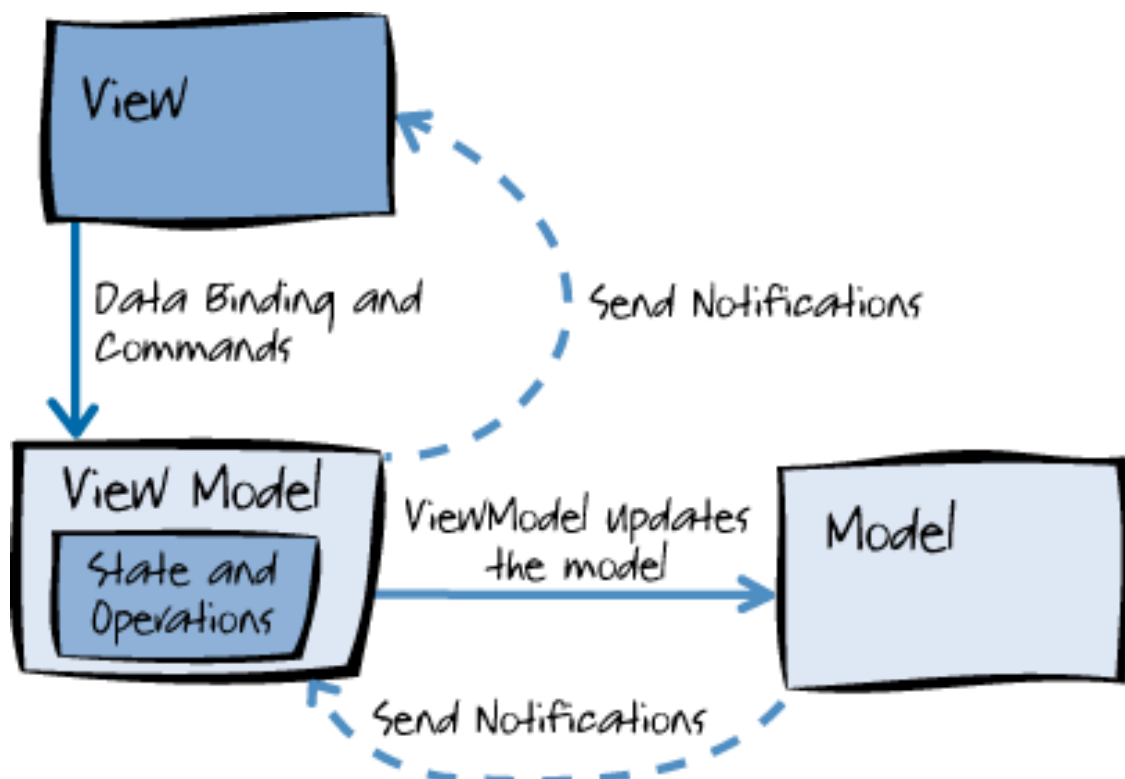 View
Data Binding and
Commands
Send Notifications
View Model
State and
Operations
ViewModel updates
the model
Model
Send Notifications